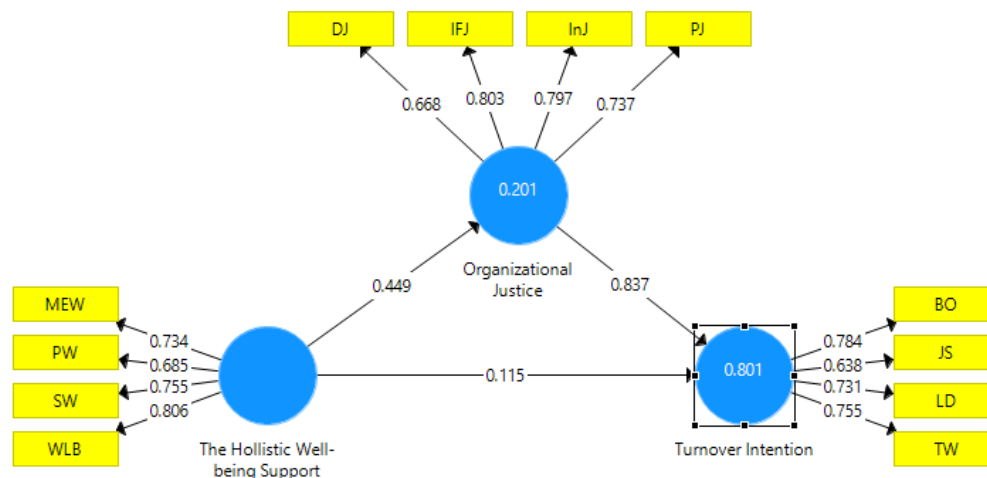 DJ
IFJ
InJ
PJ
0.668
0.803
0.797
0.737
0.201
Organizational
Justice
0.449
0.837
MEW
PW
SW
WLB
0.734
0.685
0.755
0.806
The Hollistic Well-
being Support
0.115
0.801
Turnover Intention
0.784
0.638
0.731
0.755
BO
JS
LD
TW